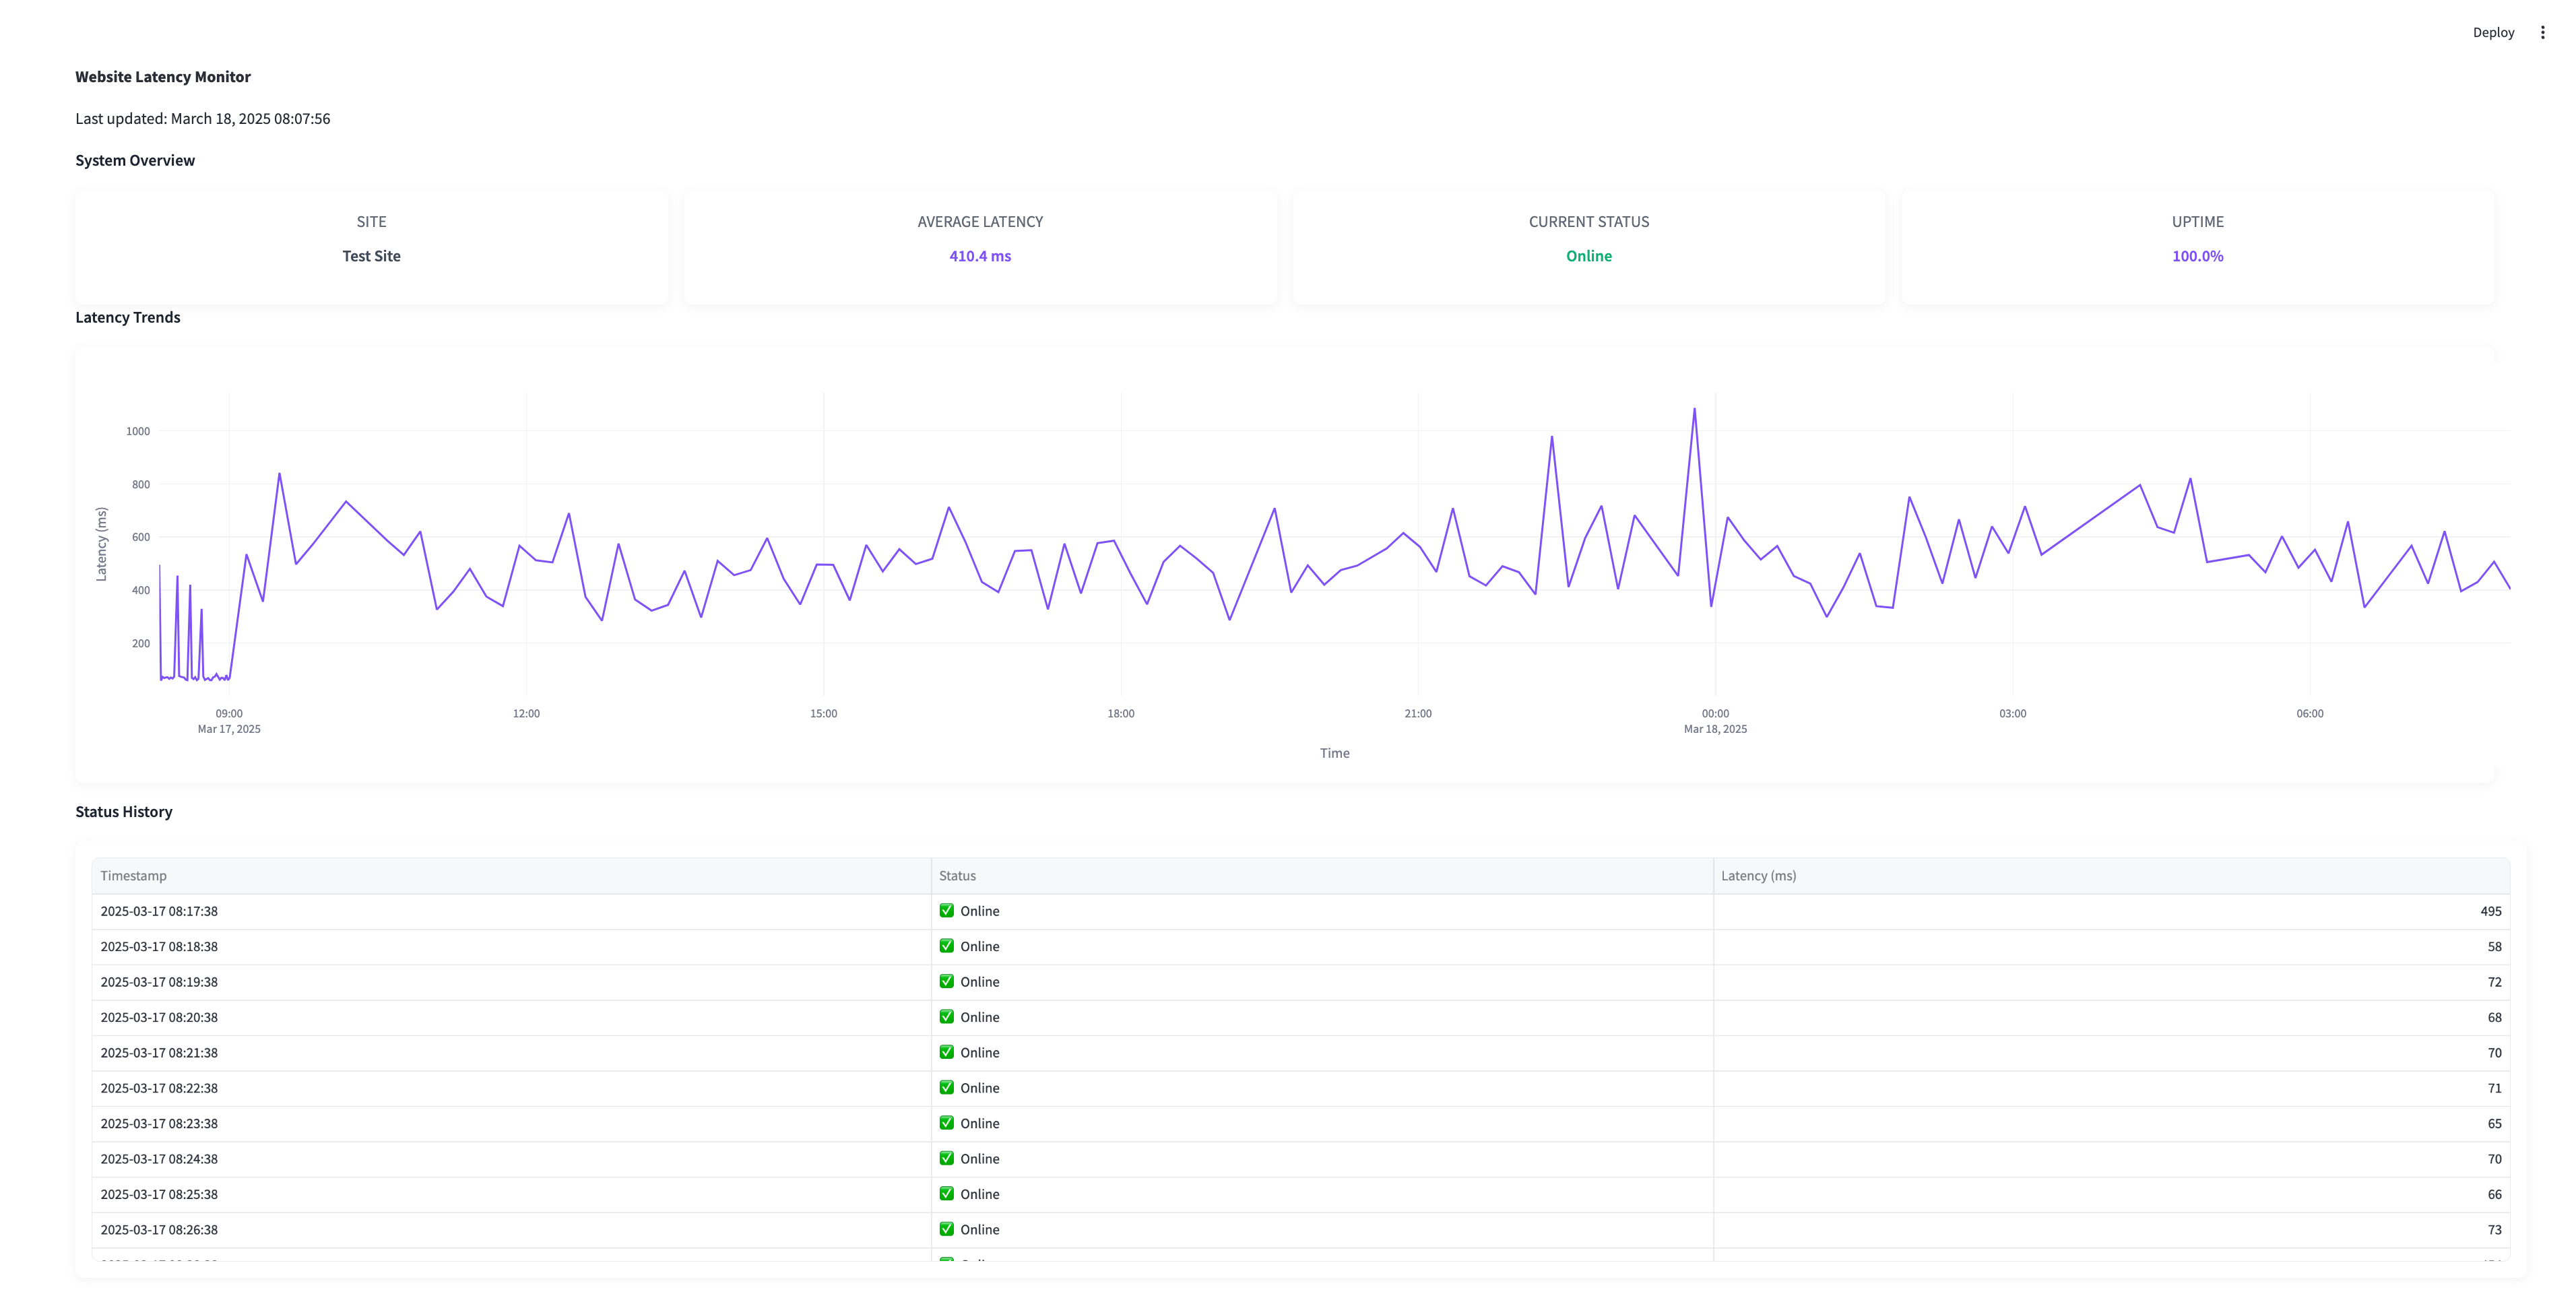 Deploy
Website Latency Monitor
Last updated: March 18, 2025 08:07:56
System Overview
SITE AVERAGE LATENCY CURRENT STATUS UPTIME
Test Site 410.4 ms Online 100.0%
Latency Trends
Latency (ms)
1000
800
600
400
200
09:00 12:00 15:00 18:00 21:00 00:00 03:00 06:00
Mar 17, 2025 Mar 18, 2025
Time
Status History
Timestamp Status Latency (ms)
2025-03-17 08:17:38 ✅ Online 495
2025-03-17 08:18:38 ✅ Online 58
2025-03-17 08:19:38 ✅ Online 72
2025-03-17 08:20:38 ✅ Online 68
2025-03-17 08:21:38 ✅ Online 70
2025-03-17 08:22:38 ✅ Online 71
2025-03-17 08:23:38 ✅ Online 65
2025-03-17 08:24:38 ✅ Online 70
2025-03-17 08:25:38 ✅ Online 66
2025-03-17 08:26:38 ✅ Online 73